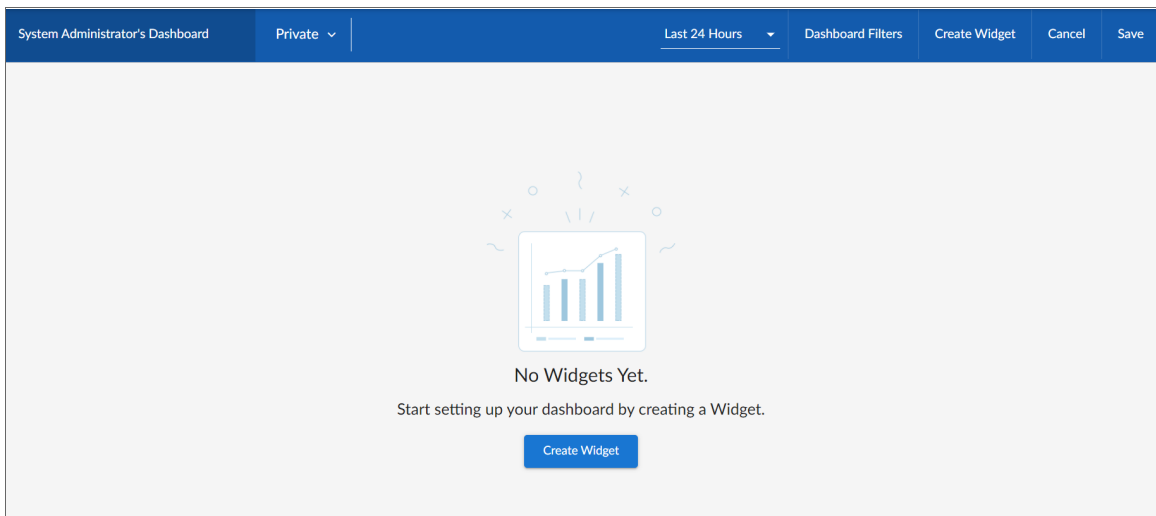 System Administrator's Dashboard Private Last 24 Hours Dashboard Filters Create Widget Cancel Save
No Widgets Yet.
Start setting up your dashboard by creating a Widget.
Create Widget